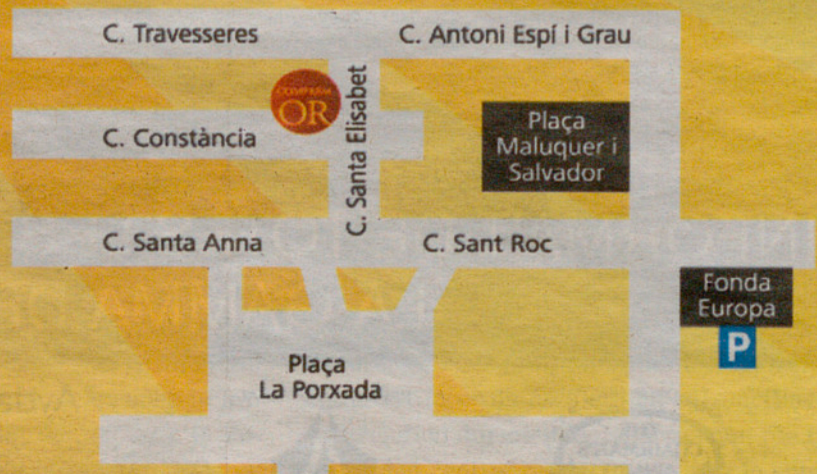 C. Travesseres
C. Antoni Espí i Grau
COMPREM
OR
C. Santa Elisabet
Plaça
Maluquer i
Salvador
C. Constància
C. Santa Anna
C. Sant Roc
Fonda
Europa
P
Plaça
La Porxada